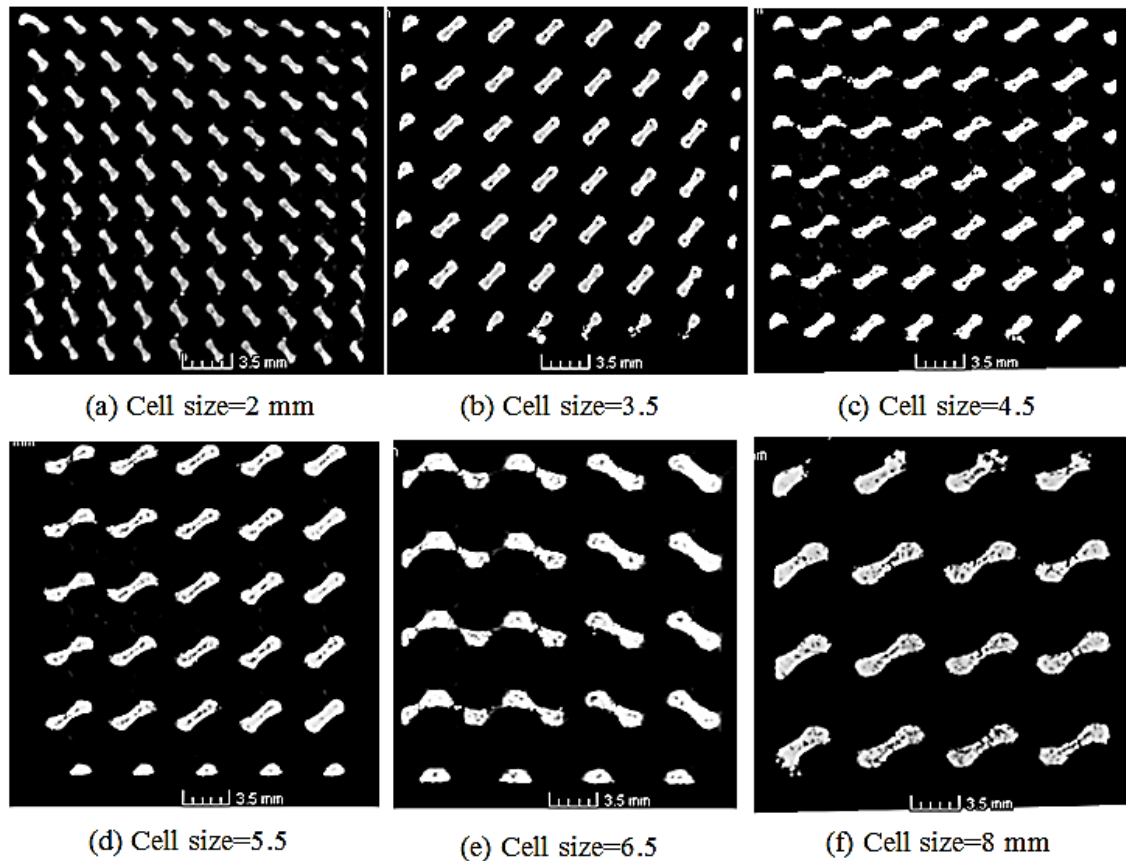 3.5 mm
3.5 mm
3.5 mm
(a) Cell size=2 mm
(b) Cell size=3.5
(c) Cell size=4.5
mm
3.5 mm
3.5 mm
3.5 mm
(d) Cell size=5.5
(e) Cell size=6.5
(f) Cell size=8 mm